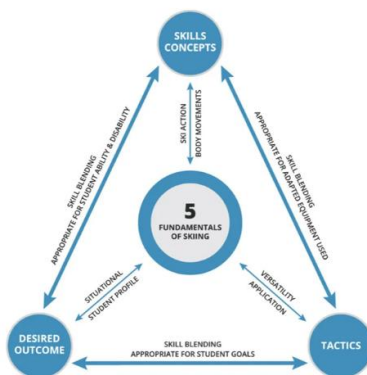 SKILLS
CONCEPTS
SKILL BLENDING
APPROPRIATE FOR STUDENT ABILITY & DISABILITY
SKI ACTION
BODY MOVEMENTS
SKILL BLENDING
APPROPRIATE FOR ADAPTED EQUIPMENT USED
5
FUNDAMENTALS
OF SKIING
SITUATIONAL
STUDENT PROFILE
VERSATILITY
APPLICATION
DESIRED
OUTCOME
SKILL BLENDING
APPROPRIATE FOR STUDENT GOALS
TACTICS